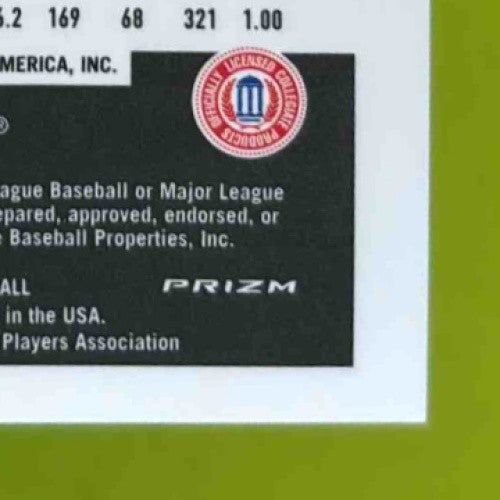 6.2 169 68 321 1.00
MERICA, INC.
OFFICIALLY LICENSED COLLEGIATE PRODUCTS
®
ague Baseball or Major League
epared, approved, endorsed, or
e Baseball Properties, Inc.
ALL
PRIZM
in the USA.
Players Association